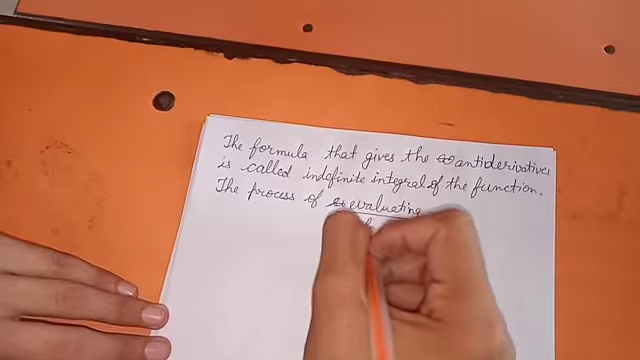 The formula that gives the antiderivatives
is called indefinite integral of the function.
The process of evaluating